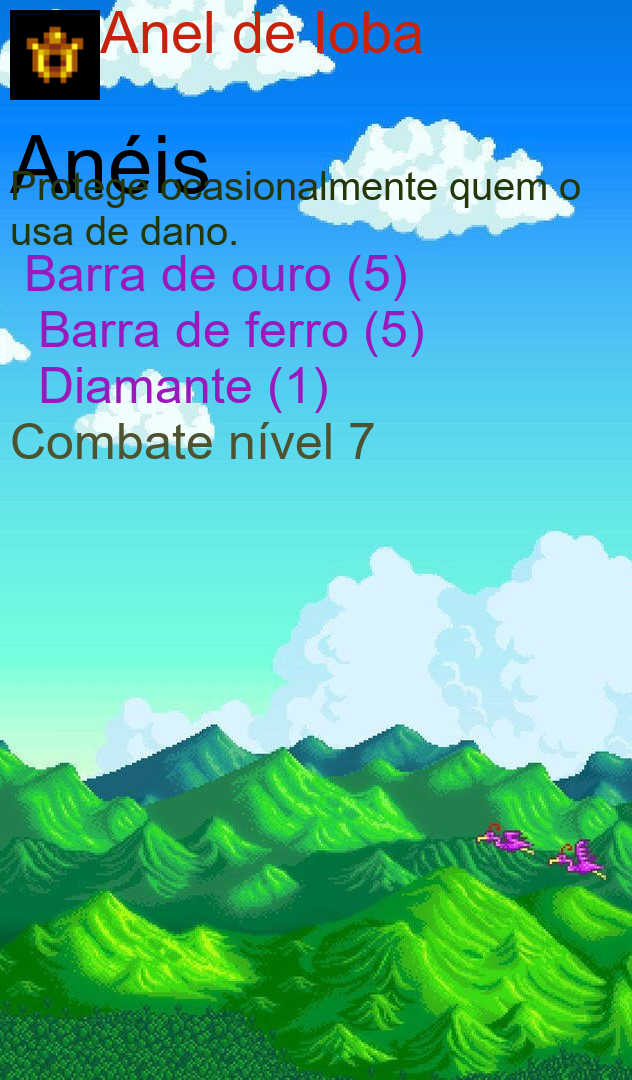 Anel de Ioba
Anéis
Protege ocasionalmente quem o
usa de dano.
Barra de ouro (5)
Barra de ferro (5)
Diamante (1)
Combate nível 7